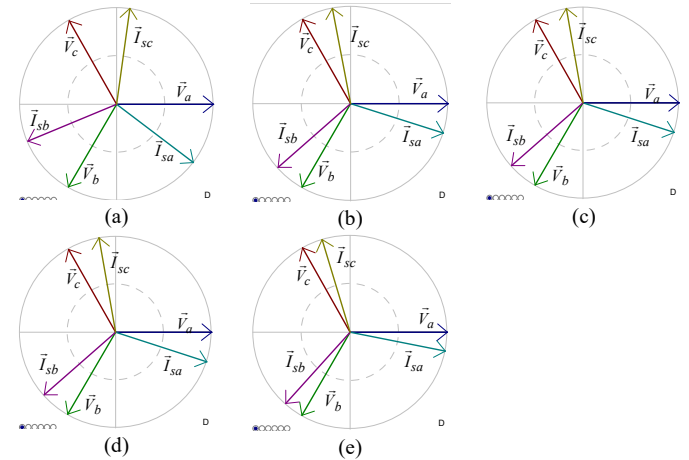 V⃗c
I⃗sc
V⃗a
I⃗sb
I⃗sa
V⃗b
D
(a)
V⃗c
I⃗sc
V⃗a
I⃗sb
I⃗sa
V⃗b
D
(b)
V⃗c
I⃗sc
V⃗a
I⃗sb
I⃗sa
V⃗b
D
(c)
V⃗c
I⃗sc
V⃗a
I⃗sb
I⃗sa
V⃗b
D
(d)
V⃗c
I⃗sc
V⃗a
I⃗sb
I⃗sa
V⃗b
D
(e)